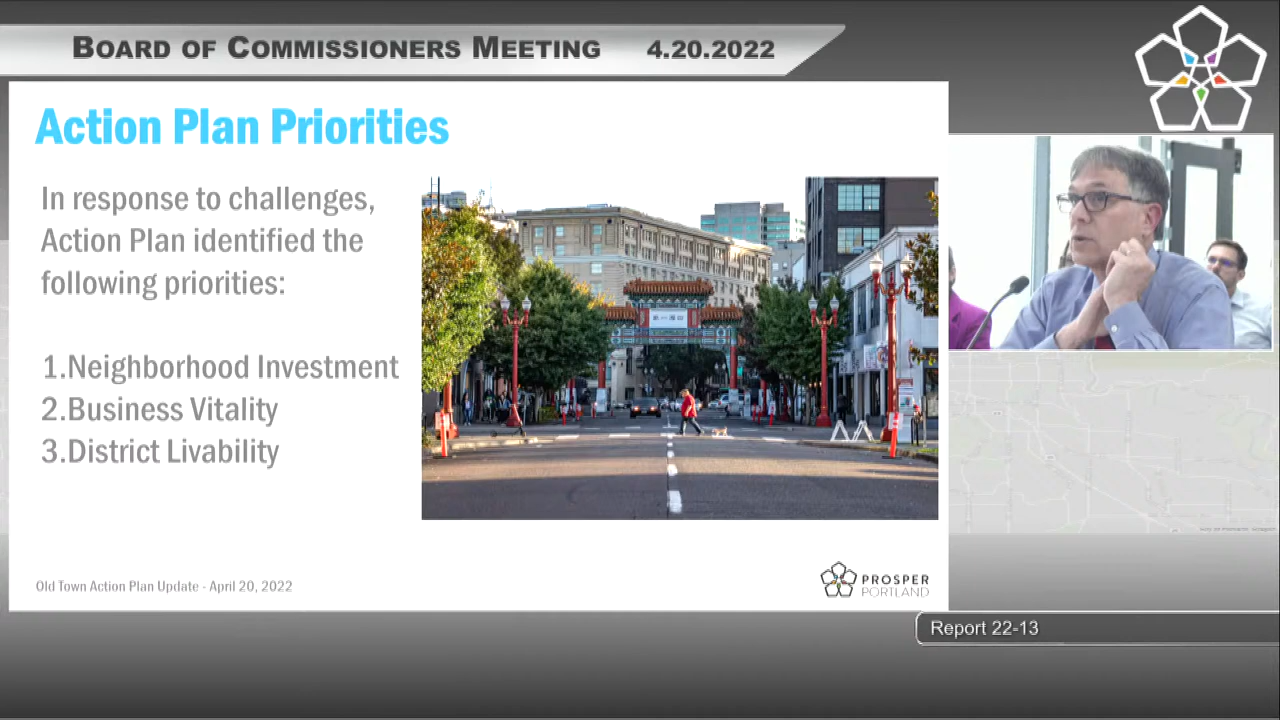 BOARD OF COMMISSIONERS MEETING 4.20.2022
Action Plan Priorities
In response to challenges,
Action Plan identified the
following priorities:
1.Neighborhood Investment
2.Business Vitality
3.District Livability
Old Town Action Plan Update - April 20, 2022
PROSPER
PORTLAND
Report 22-13